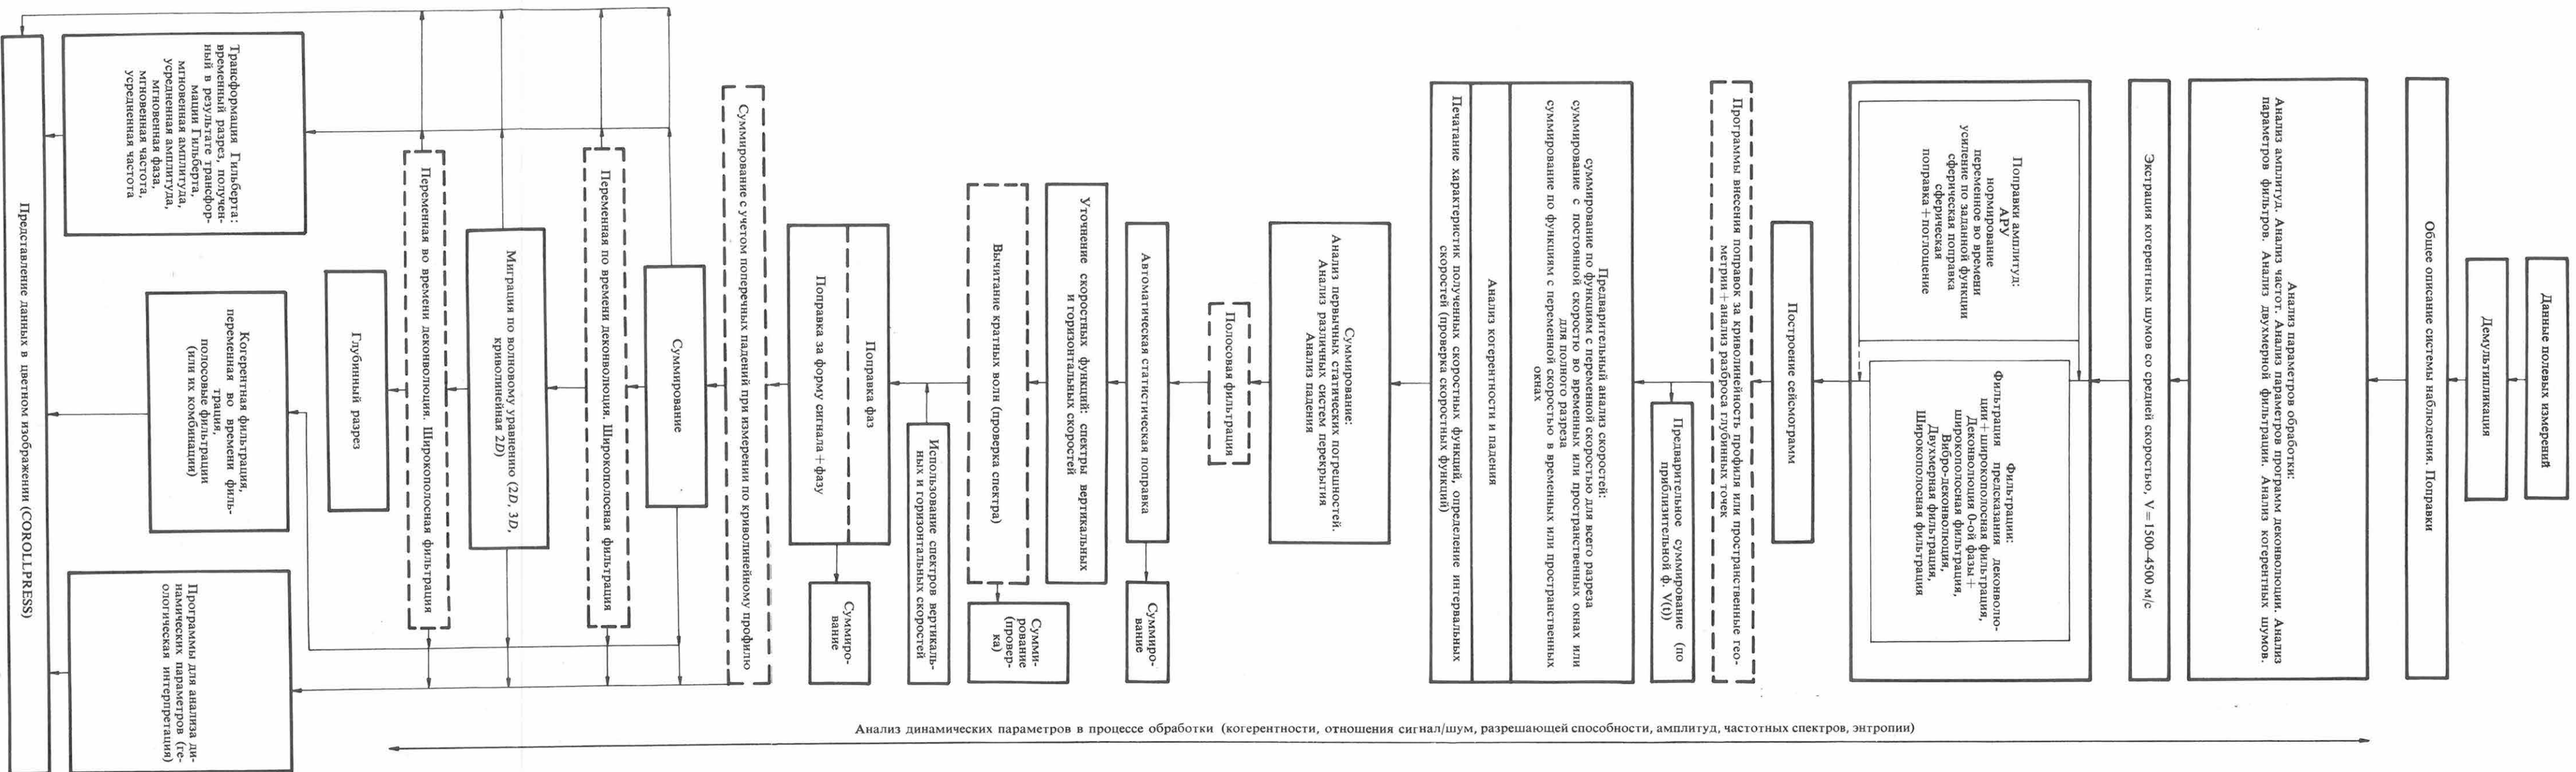 Данные полевых измерений
Демультипликация
Общее описание системы наблюдения. Поправки
Анализ параметров обработки:
Анализ амплитуд. Анализ частот. Анализ параметров программ деконволюции. Анализ
параметров фильтров. Анализ двухмерной фильтрации. Анализ когерентных шумов.
Экстрация когерентных шумов со средней скоростью, V=1500-4500 м/с
Поправки амплитуд:
АРУ
нормирование
переменное во времени
усиление по заданной функции
сферическая поправка
сферическая
поправка+поглощение
Фильтрации:
Фильтрация предсказания деконволю-
ции+широкополосная фильтрация,
Деконволюция 0-ой фазы+
широкополосная фильтрация,
Вибро-деконволюция,
Двухмерная фильтрация,
Широкополосная фильтрация
Построение сейсмограмм
Программы внесения поправок за криволинейность профиля или пространственные гео-
метрии+анализ разброса глубинных точек
Предварительное суммирование (по
приблизительной ф. V(t))
Предварительный анализ скоростей:
суммирование по функциям с переменной скоростью для всего разреза
суммирование с постоянной скоростью во временных или пространственных окнах или
для полного разреза
суммирование по функциям с переменной скоростью в временных или пространственных
окнах
Анализ когерентности и падения
Печатание характеристик полученных скоростных функций, определение интервальных
скоростей (проверка скоростных функций)
Суммирование:
Анализ первычных статических погрешностей.
Анализ различных систем перекрытия
Анализ падения
Полосовая фильтрация
Автоматическая статистическая поправка
Суммиро-
вание
Уточнение скоростных функций: спектры вертикальных
и горизонтальных скоростей
Вычитание кратных волн (проверка спектра)
Сумми-
рование
(провер-
ка)
Использование спектров вертикаль-
ных и горизонтальных скоростей
Поправка фаз
Поправка за форму сигнала+фазу
Суммиро-
вание
Суммирование с учетом поперечных падений при измерении по криволинейному профилю
Суммирование
Переменная по времени деконволюция. Широкополосная фильтрация
Миграция по волновому уравнению (2D, 3D,
криволинейная 2D)
Переменная во времени деконволюция. Широкополосная фильтрация
Глубинный разрез
Трансформация Гильберта:
временный разрез, получен-
ный в результате трансфор-
мации Гильберта,
мгновенная амплитуда,
усредненная амплитуда,
мгновенная фаза,
мгновенная частота,
усредненная частота
Когерентная фильтрация,
переменная во времени филь-
трация,
полосовые фильтрации
(или их комбинации)
Программы для анализа ди-
намических параметров (ге-
ологическая интерпретация)
Представление данных в цветном изображении (COROLLPRESS)
Анализ динамических параметров в процессе обработки (когерентности, отношения сигнал/шум, разрешающей способности, амплитуд, частотных спектров, энтропии)